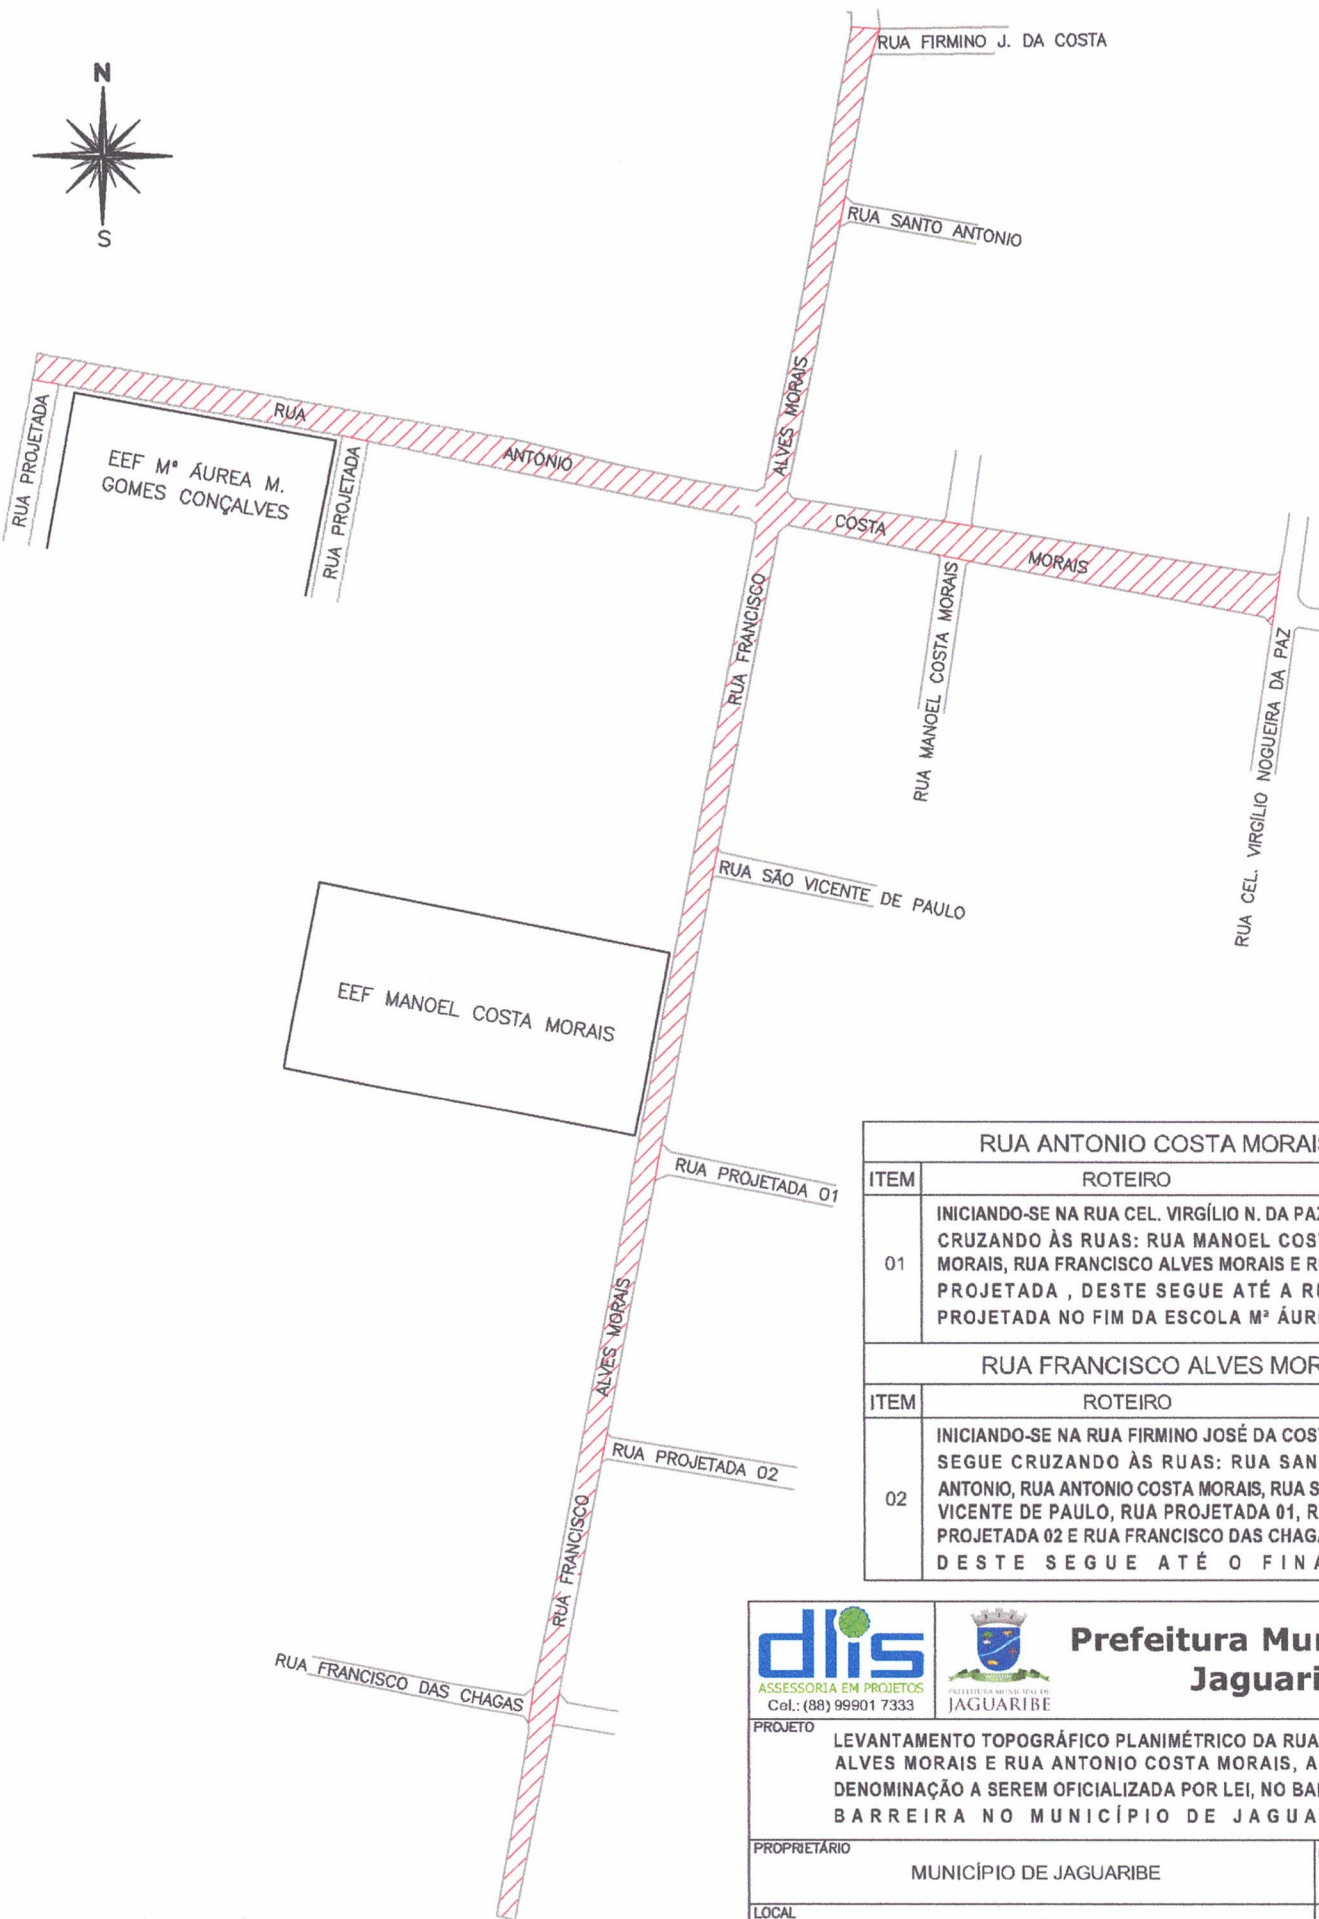 RUA FIRMINO J. DA COSTA
N
S
RUA SANTO ANTONIO
ALVES MORAIS
RUA
ANTONIO
COSTA
MORAIS
RUA PROJETADA
EEF Mª ÁUREA M.
GOMES CONÇALVES
RUA PROJETADA
RUA FRANCISCO
RUA MANOEL COSTA MORAIS
RUA CEL. VIRGÍLIO NOGUEIRA DA PAZ
RUA SÃO VICENTE DE PAULO
EEF MANOEL COSTA MORAIS
RUA PROJETADA 01
ALVES MORAIS
RUA PROJETADA 02
RUA FRANCISCO
RUA FRANCISCO DAS CHAGAS
RUA ANTONIO COSTA MORAIS
ITEM ROTEIRO
01
INICIANDO-SE NA RUA CEL. VIRGÍLIO N. DA PAZ
CRUZANDO ÀS RUAS: RUA MANOEL COS
MORAIS, RUA FRANCISCO ALVES MORAIS E R
PROJETADA , DESTE SEGUE ATÉ A RU
PROJETADA NO FIM DA ESCOLA Mª ÁUR
RUA FRANCISCO ALVES MOR
ITEM ROTEIRO
02
INICIANDO-SE NA RUA FIRMINO JOSÉ DA COS
SEGUE CRUZANDO ÀS RUAS: RUA SAN
ANTONIO, RUA ANTONIO COSTA MORAIS, RUA S
VICENTE DE PAULO, RUA PROJETADA 01, R
PROJETADA 02 E RUA FRANCISCO DAS CHAG
DESTE SEGUE ATÉ O FINA
dlis
ASSESSORIA EM PROJETOS
Cel.: (88) 99901 7333
PREFEITURA MUNICIPAL DE
JAGUARIBE
Prefeitura Mu
Jaguari
PROJETO
LEVANTAMENTO TOPOGRÁFICO PLANIMÉTRICO DA RUA
ALVES MORAIS E RUA ANTONIO COSTA MORAIS, A
DENOMINAÇÃO A SEREM OFICIALIZADA POR LEI, NO BA
BARREIRA NO MUNICÍPIO DE JAGUA
PROPRIETÁRIO
MUNICÍPIO DE JAGUARIBE
LOCAL